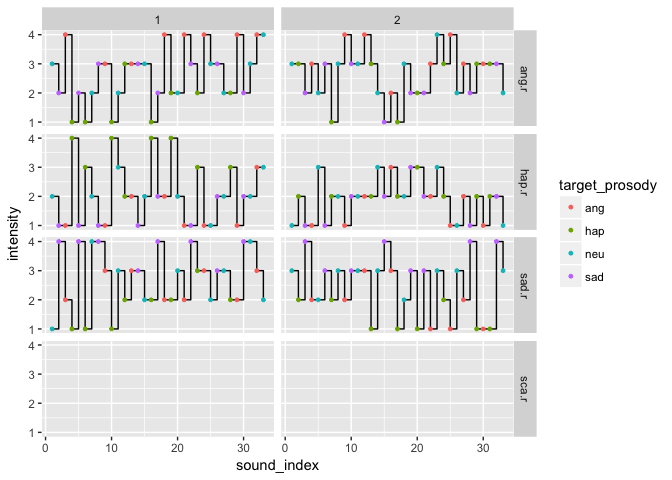 1 2
4
3
2
1
ang.r
4
3
2
1
hap.r
4
3
2
1
sad.r
4
3
2
1
sca.r
0 10 20 30 0 10 20 30
sound_index
intensity
target_prosody
ang
hap
neu
sad